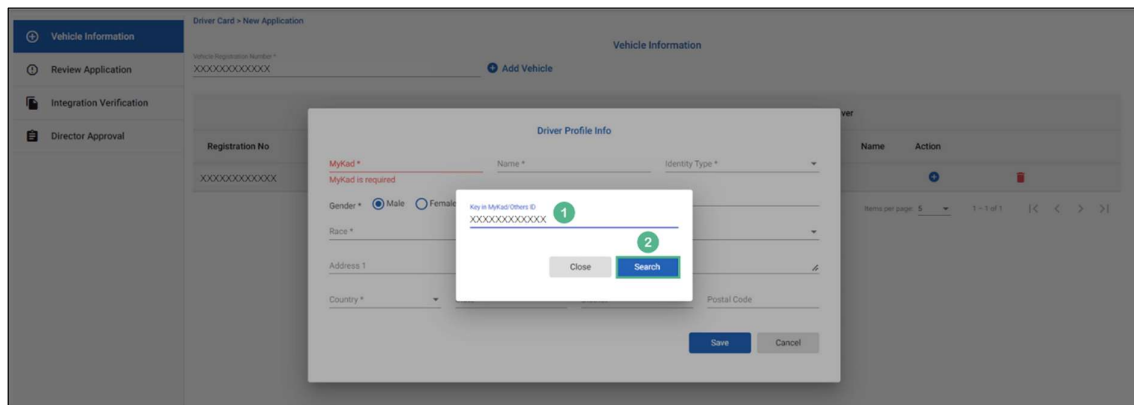 Driver Card > New Application
Vehicle Information
Vehicle Information
Vehicle Registration Number *
XXXXXXXXXXXX
Add Vehicle
Review Application
Integration Verification
Director Approval
ver
Registration No
Name
Action
XXXXXXXXXXXX
Items per page: 5
1 – 1 of 1
Driver Profile Info
MyKad *
Name *
Identity Type *
MyKad is required
Gender *
Male
Female
Race *
Address 1
Country *
Postal Code
Save
Cancel
Key in MyKad/Others ID
XXXXXXXXXXXX
1
2
Close
Search